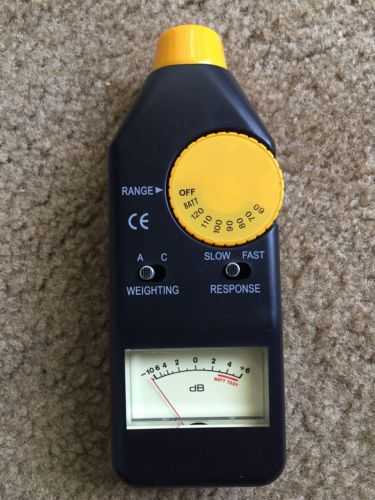 RANGE▶
OFF
BATT
120
110
100
90
80
70
60
CE
A C
WEIGHTING
SLOW FAST
RESPONSE
-10 6 4 2 0 2 4 +6
BATT TEST
dB